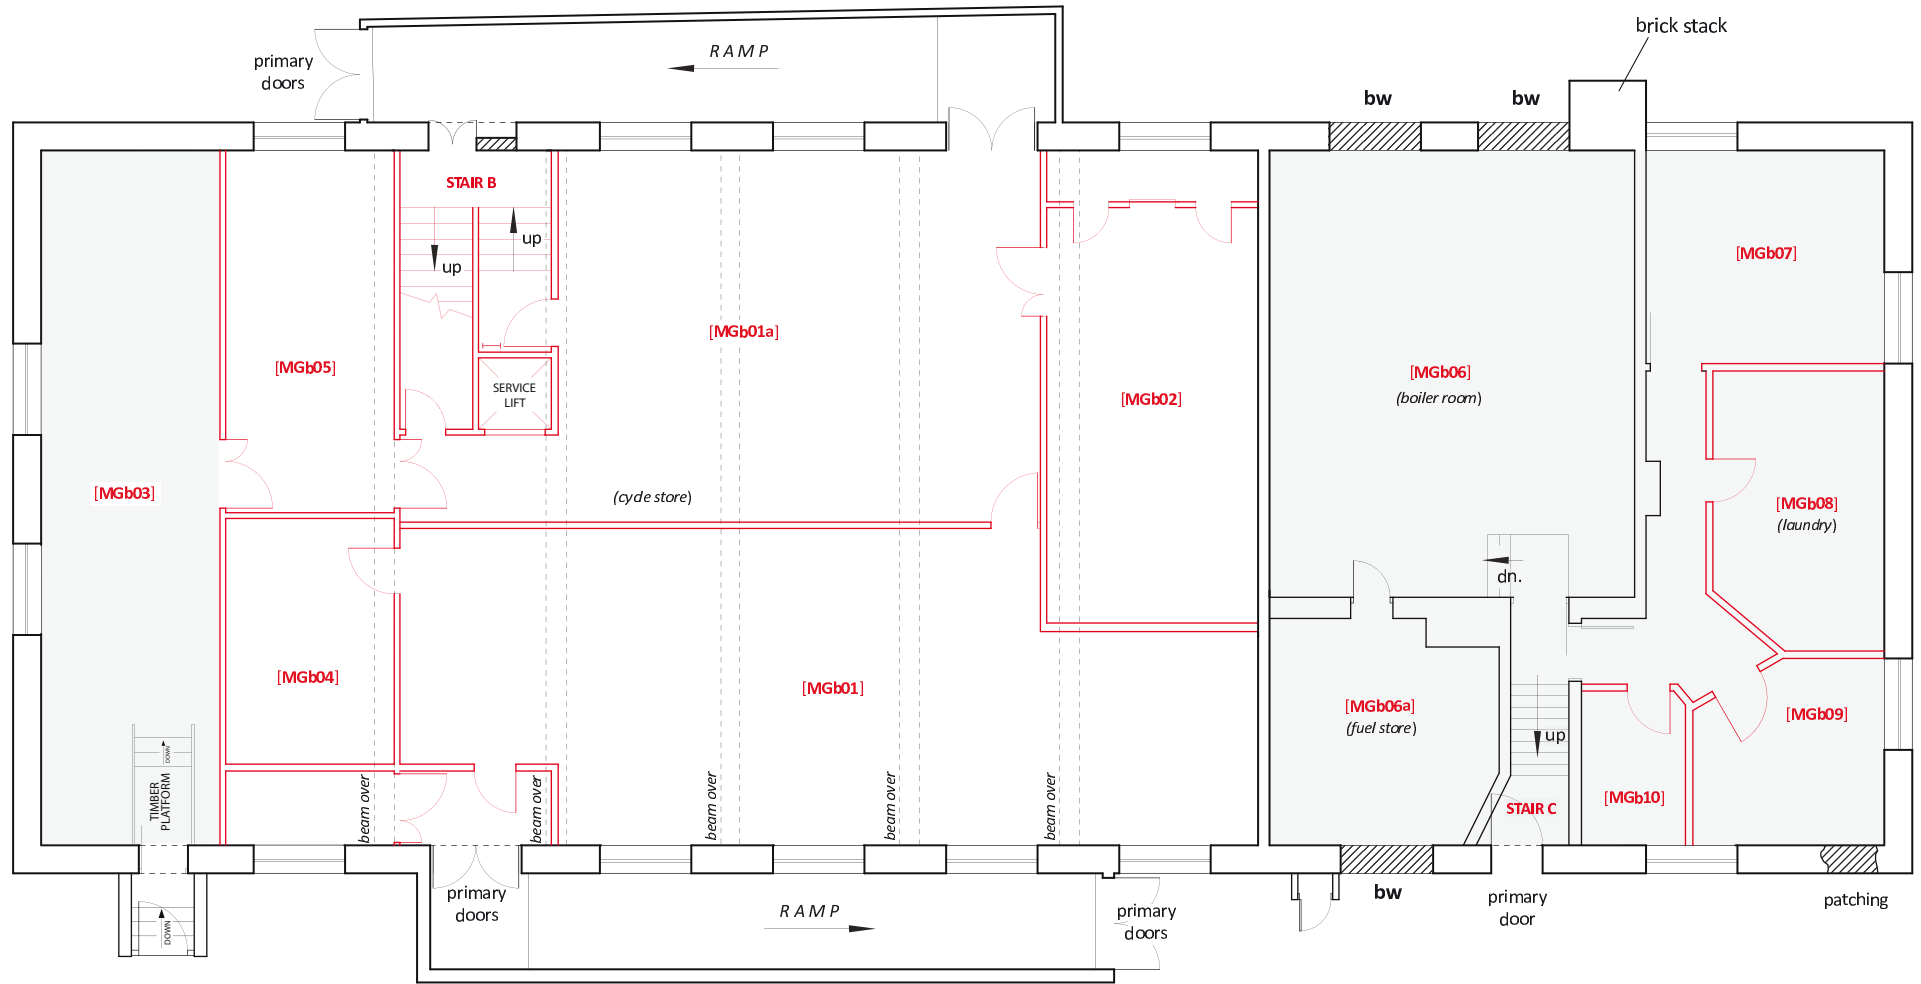 brick stack
RAMP
primary
doors
bw
bw
STAIR B
up
up
[MGb07]
[MGb01a]
[MGb05]
[MGb06]
(boiler room)
SERVICE
LIFT
[MGb02]
[MGb03]
(cycle store)
[MGb08]
(laundry)
dn.
[MGb04]
[MGb01]
[MGb06a]
(fuel store)
[MGb09]
up
DOWN
TIMBER
PLATFORM
beam over
beam over
beam over
beam over
beam over
[MGb10]
STAIR C
primary
doors
bw
primary
door
patching
RAMP
primary
doors
DOWN